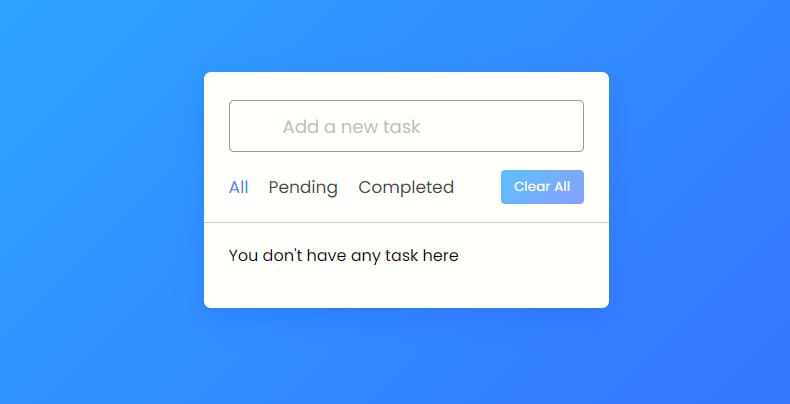 Add a new task
All Pending Completed Clear All
You don't have any task here